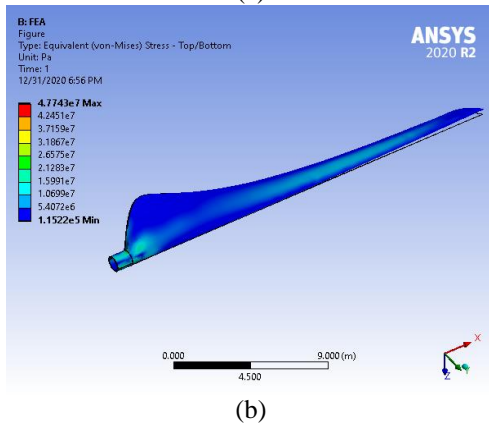 B: FEA
Figure
Type: Equivalent (von-Mises) Stress - Top/Bottom
Unit: Pa
Time: 1
12/31/2020 6:56 PM
ANSYS
2020 R2
4.7743e7 Max
4.2451e7
3.7159e7
3.1867e7
2.6575e7
2.1283e7
1.5991e7
1.0699e7
5.4072e6
1.1522e5 Min
0.000
9.000 (m)
4.500
X
Z
(b)